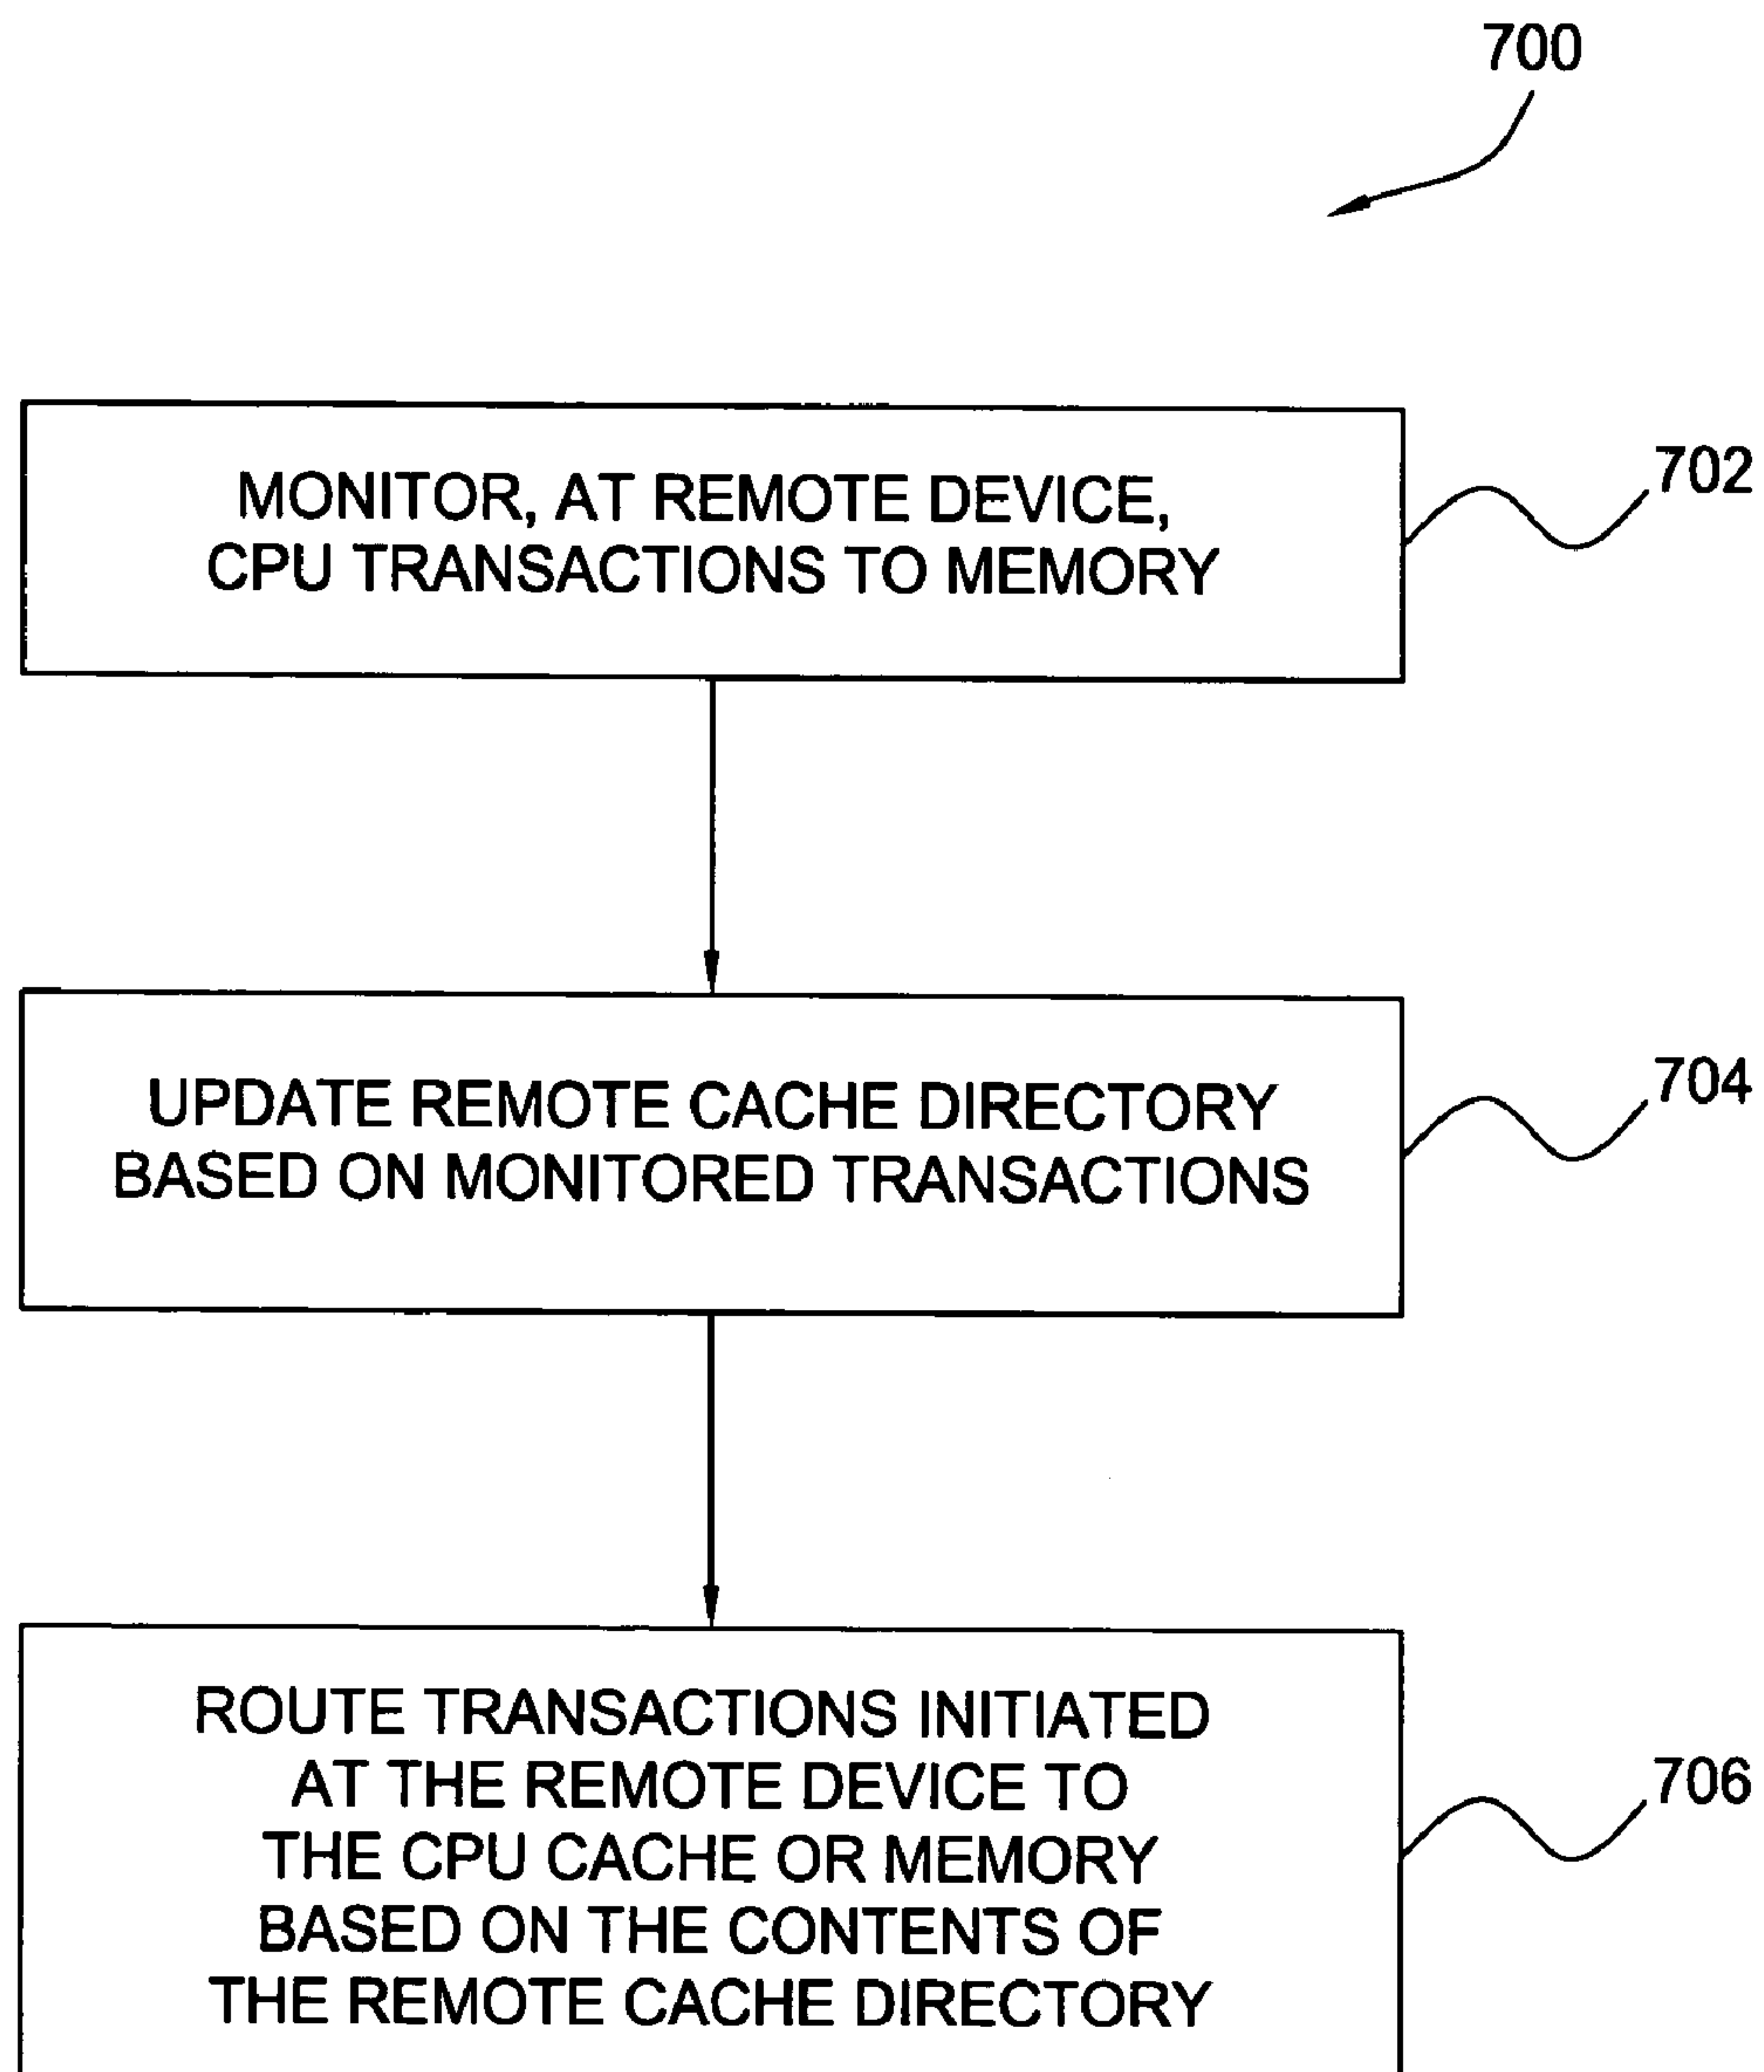 700
MONITOR, AT REMOTE DEVICE,
CPU TRANSACTIONS TO MEMORY
702
UPDATE REMOTE CACHE DIRECTORY
BASED ON MONITORED TRANSACTIONS
704
ROUTE TRANSACTIONS INITIATED
AT THE REMOTE DEVICE TO
THE CPU CACHE OR MEMORY
BASED ON THE CONTENTS OF
THE REMOTE CACHE DIRECTORY
706